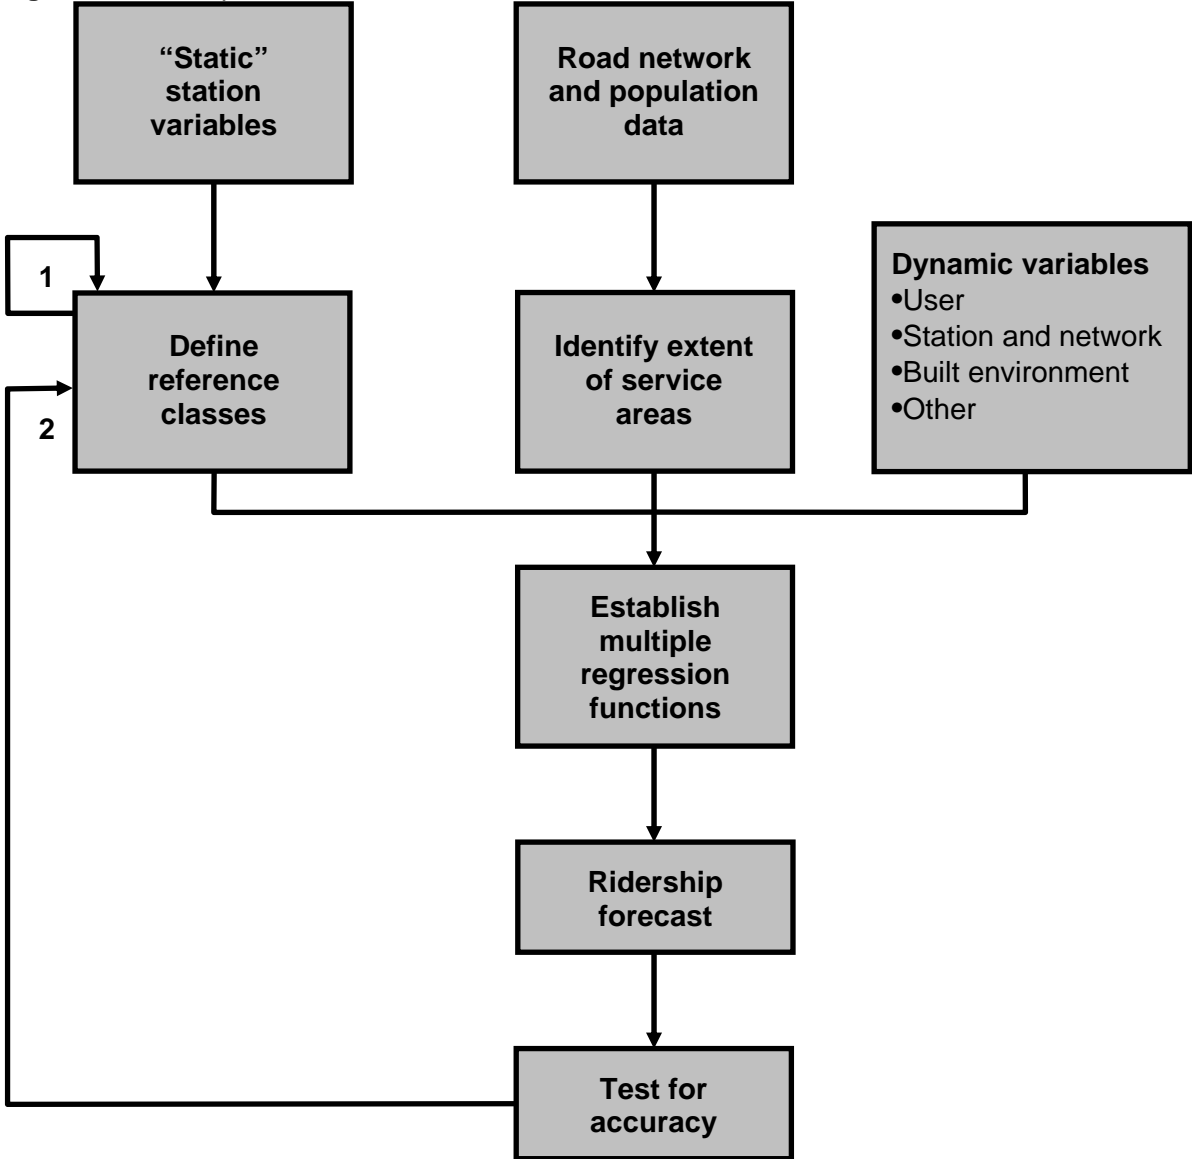 “Static”
station
variables
Road network
and population
data
1
Define
reference
classes
2
Identify extent
of service
areas
Dynamic variables
•User
•Station and network
•Built environment
•Other
Establish
multiple
regression
functions
Ridership
forecast
Test for
accuracy